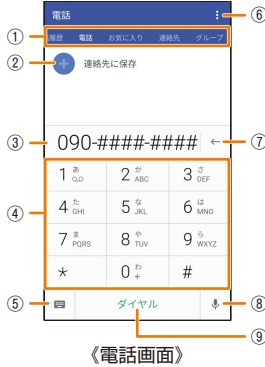 電話
⑥
① 履歴 電話 お気に入り 連絡先 グループ
② + 連絡先に保存
③ 090-####-#### ← ⑦
1 あ 2 か ABC 3 さ DEF
④ 4 た GHI 5 な JKL 6 は MNO
7 ま PQRS 8 や TUV 9 ら WXYZ
* 0 わ + #
⑤ ダイヤル ⑧
⑨
《電話画面》